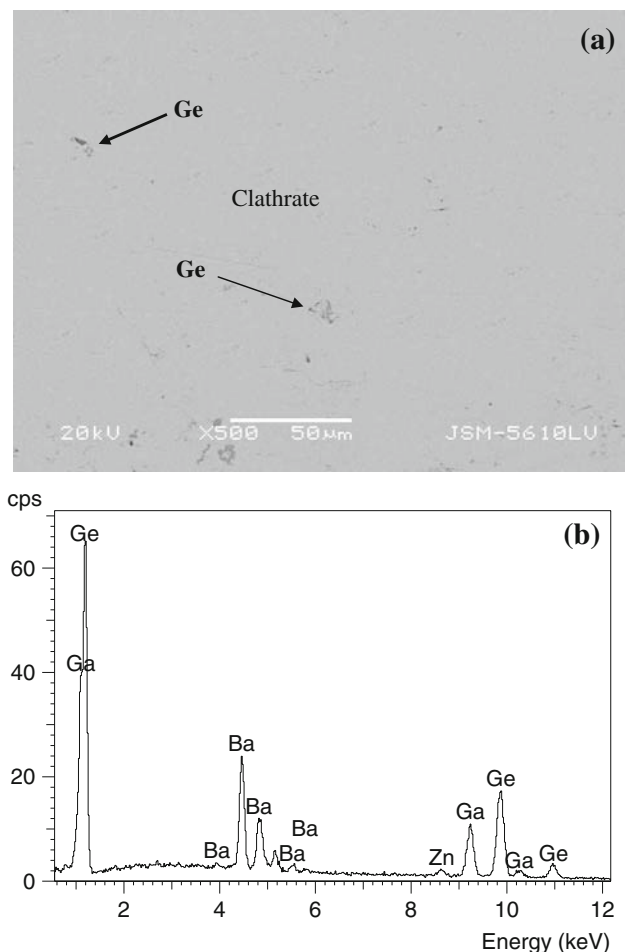 (a)
Ge
Clathrate
Ge
20kV X500 50µm JSM-5610LV
cps
(b)
Ge
60
Ga
40
Ba
20
Ba
Ge
Ga
Ba
Ba
Ba
Zn
Ga
Ge
0
2 4 6 8 10 12
Energy (keV)